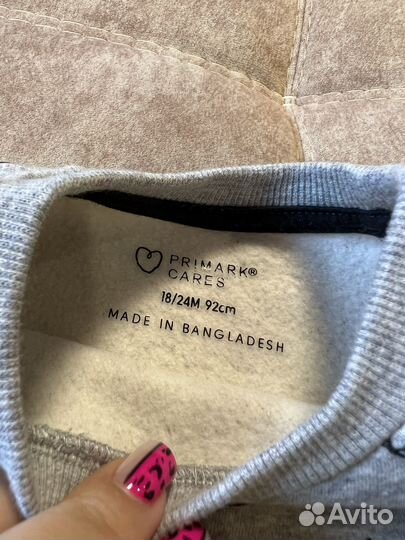 PRIMARK®
CARES
18/24M 92cm
MADE IN BANGLADESH
Avito